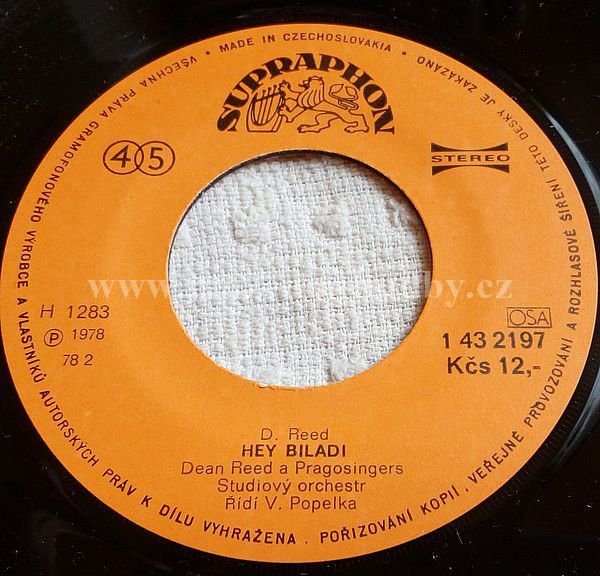 VŠECHNA PRÁVA GRAMOFONOVÉHO VÝROBCE A VLASTNÍKŮ AUTORSKÝCH PRÁV K DÍLU VYHRAŽENA . POŘIZOVÁNÍ KOPIÍ, VEŘEJNÉ PROVOZOVÁNÍ A ROZHLASOVÉ ŠÍŘENÍ TÉTO DESKY JE ZAKÁZÁNO
• MADE IN CZECHOSLOVAKIA •
SUPRAPHON
45
STEREO
H 1283
Ⓟ 1978
78 2
OSA
1 43 2197
Kčs 12,-
D. Reed
HEY BILADI
Dean Reed a Pragosingers
Studiový orchestr
Řídí V. Popelka